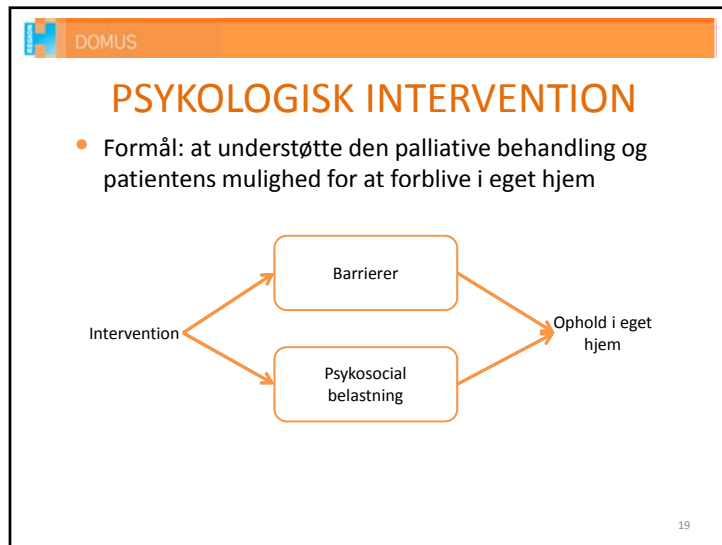 REGION
DOMUS
PSYKOLOGISK INTERVENTION
• Formål: at understøtte den palliative behandling og
patientens mulighed for at forblive i eget hjem
Barrierer
Intervention
Ophold i eget
hjem
Psykosocial
belastning
19